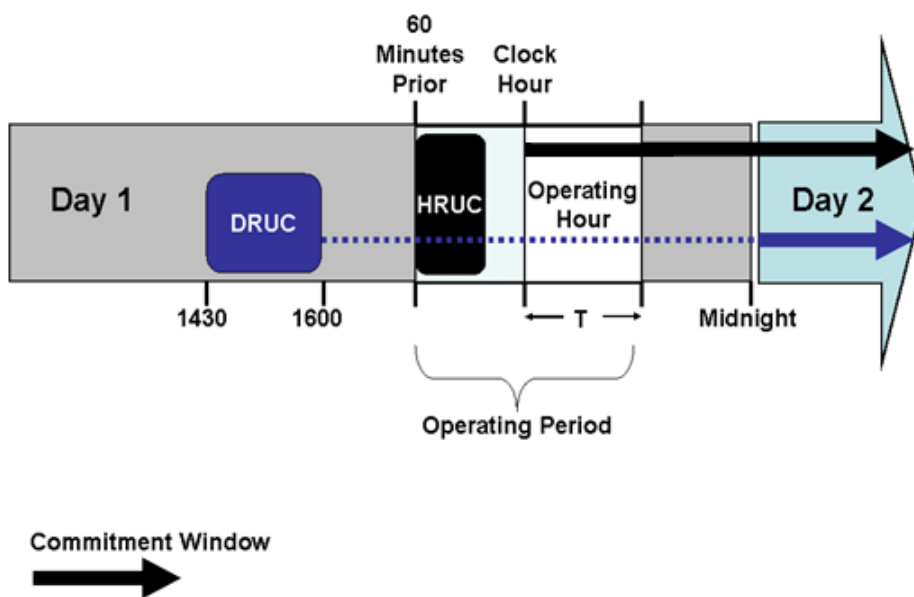 60
Minutes
Prior
Clock
Hour
Day 1
DRUC
HRUC
Operating
Hour
Day 2
1430
1600
T
Midnight
Operating Period
Commitment Window